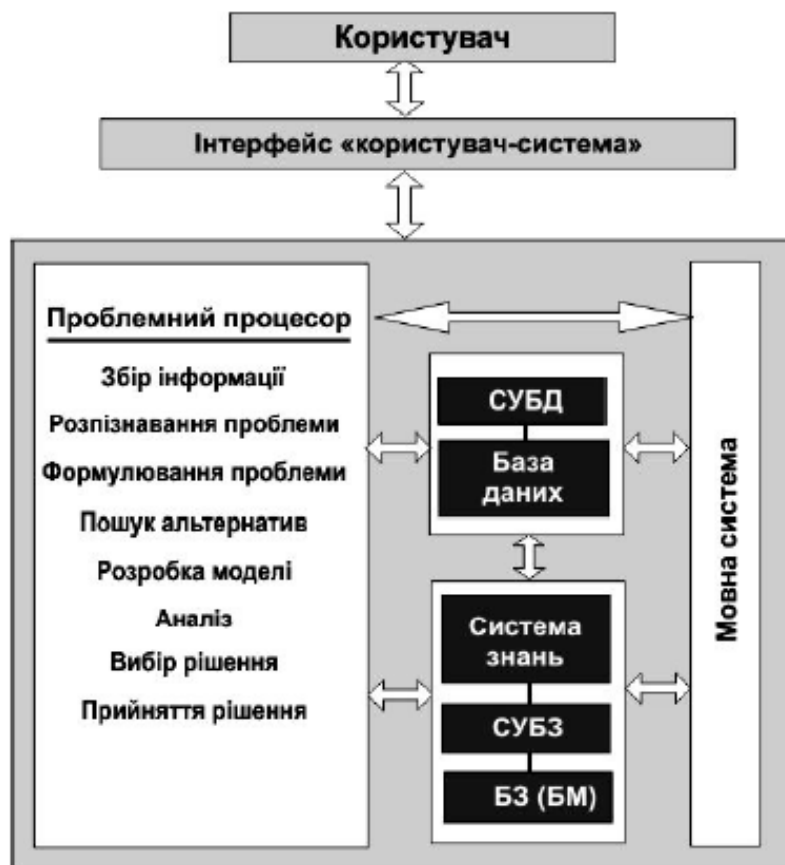 Користувач
Інтерфейс «користувач-система»
Проблемний процесор
Збір інформації
Розпізнавання проблеми
Формулювання проблеми
Пошук альтернатив
Розробка моделі
Аналіз
Вибір рішення
Прийняття рішення
СУБД
База
даних
Система
знань
СУБЗ
БЗ (БМ)
Мовна система